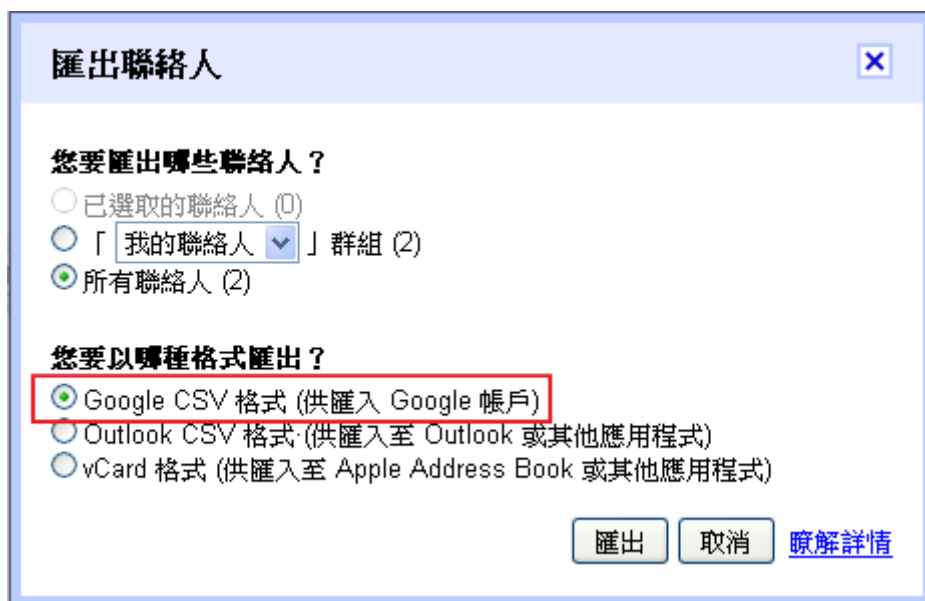 匯出聯絡人
您要匯出哪些聯絡人？
已選取的聯絡人 (0)
「 我的聯絡人 」群組 (2)
所有聯絡人 (2)
您要以哪種格式匯出？
Google CSV 格式 (供匯入 Google 帳戶)
Outlook CSV 格式 (供匯入至 Outlook 或其他應用程式)
vCard 格式 (供匯入至 Apple Address Book 或其他應用程式)
匯出 取消 瞭解詳情